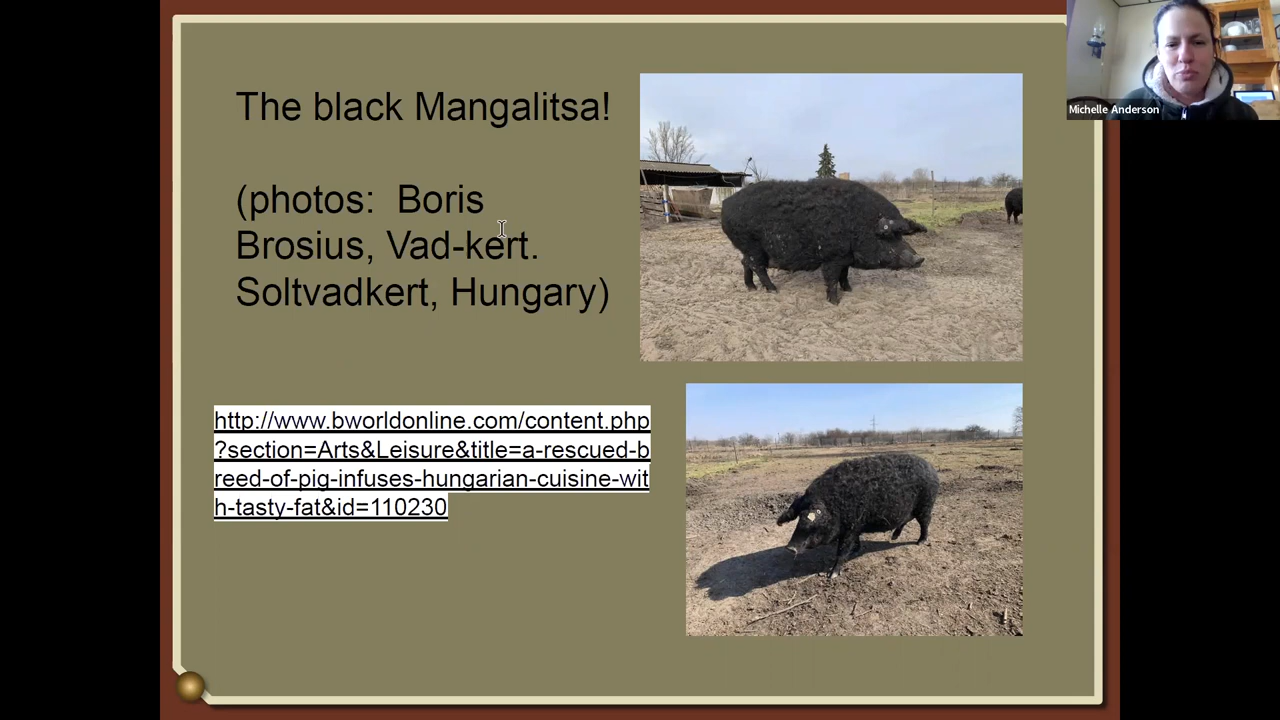 The black Mangalitsa!
(photos:  Boris
Brosius, Vad-kert.
Soltvadkert, Hungary)
http://www.bworldonline.com/content.php
?section=Arts&Leisure&title=a-rescued-b
reed-of-pig-infuses-hungarian-cuisine-wit
h-tasty-fat&id=110230
Michelle Anderson